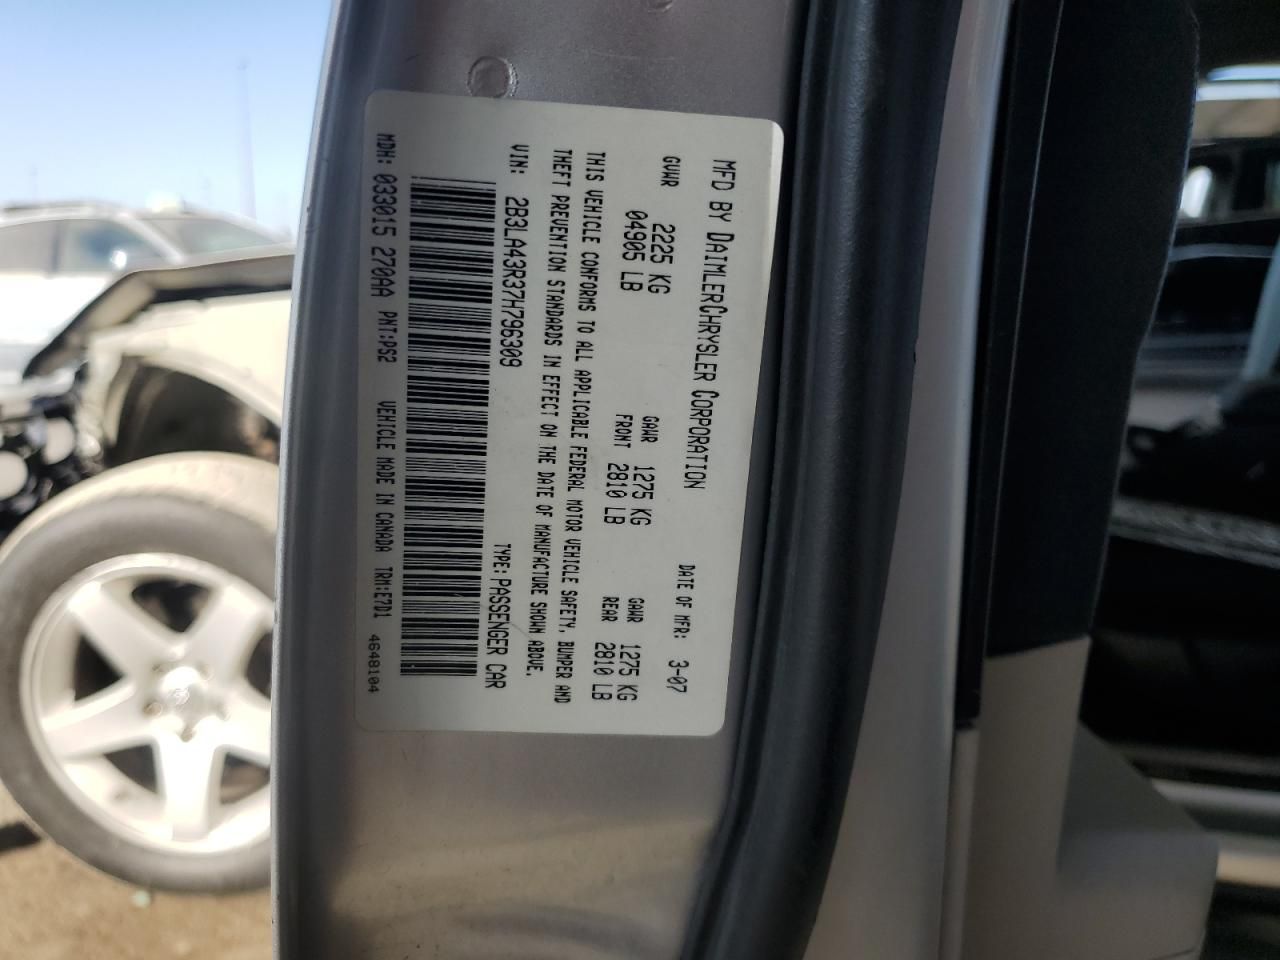 MFD BY DAIMLERCHRYSLER CORPORATION DATE OF MFR: 3-07
GVWR 2225 KG GAWR 1275 KG GAWR 1275 KG
04905 LB FRONT 2810 LB REAR 2810 LB
THIS VEHICLE CONFORMS TO ALL APPLICABLE FEDERAL MOTOR VEHICLE SAFETY, BUMPER AND
THEFT PREVENTION STANDARDS IN EFFECT ON THE DATE OF MANUFACTURE SHOWN ABOVE.
VIN: 2B3LA43R37H796309 TYPE: PASSENGER CAR
MDH: 033015 270AA PNT:PS2 VEHICLE MADE IN CANADA TRM:E7D1 4648104